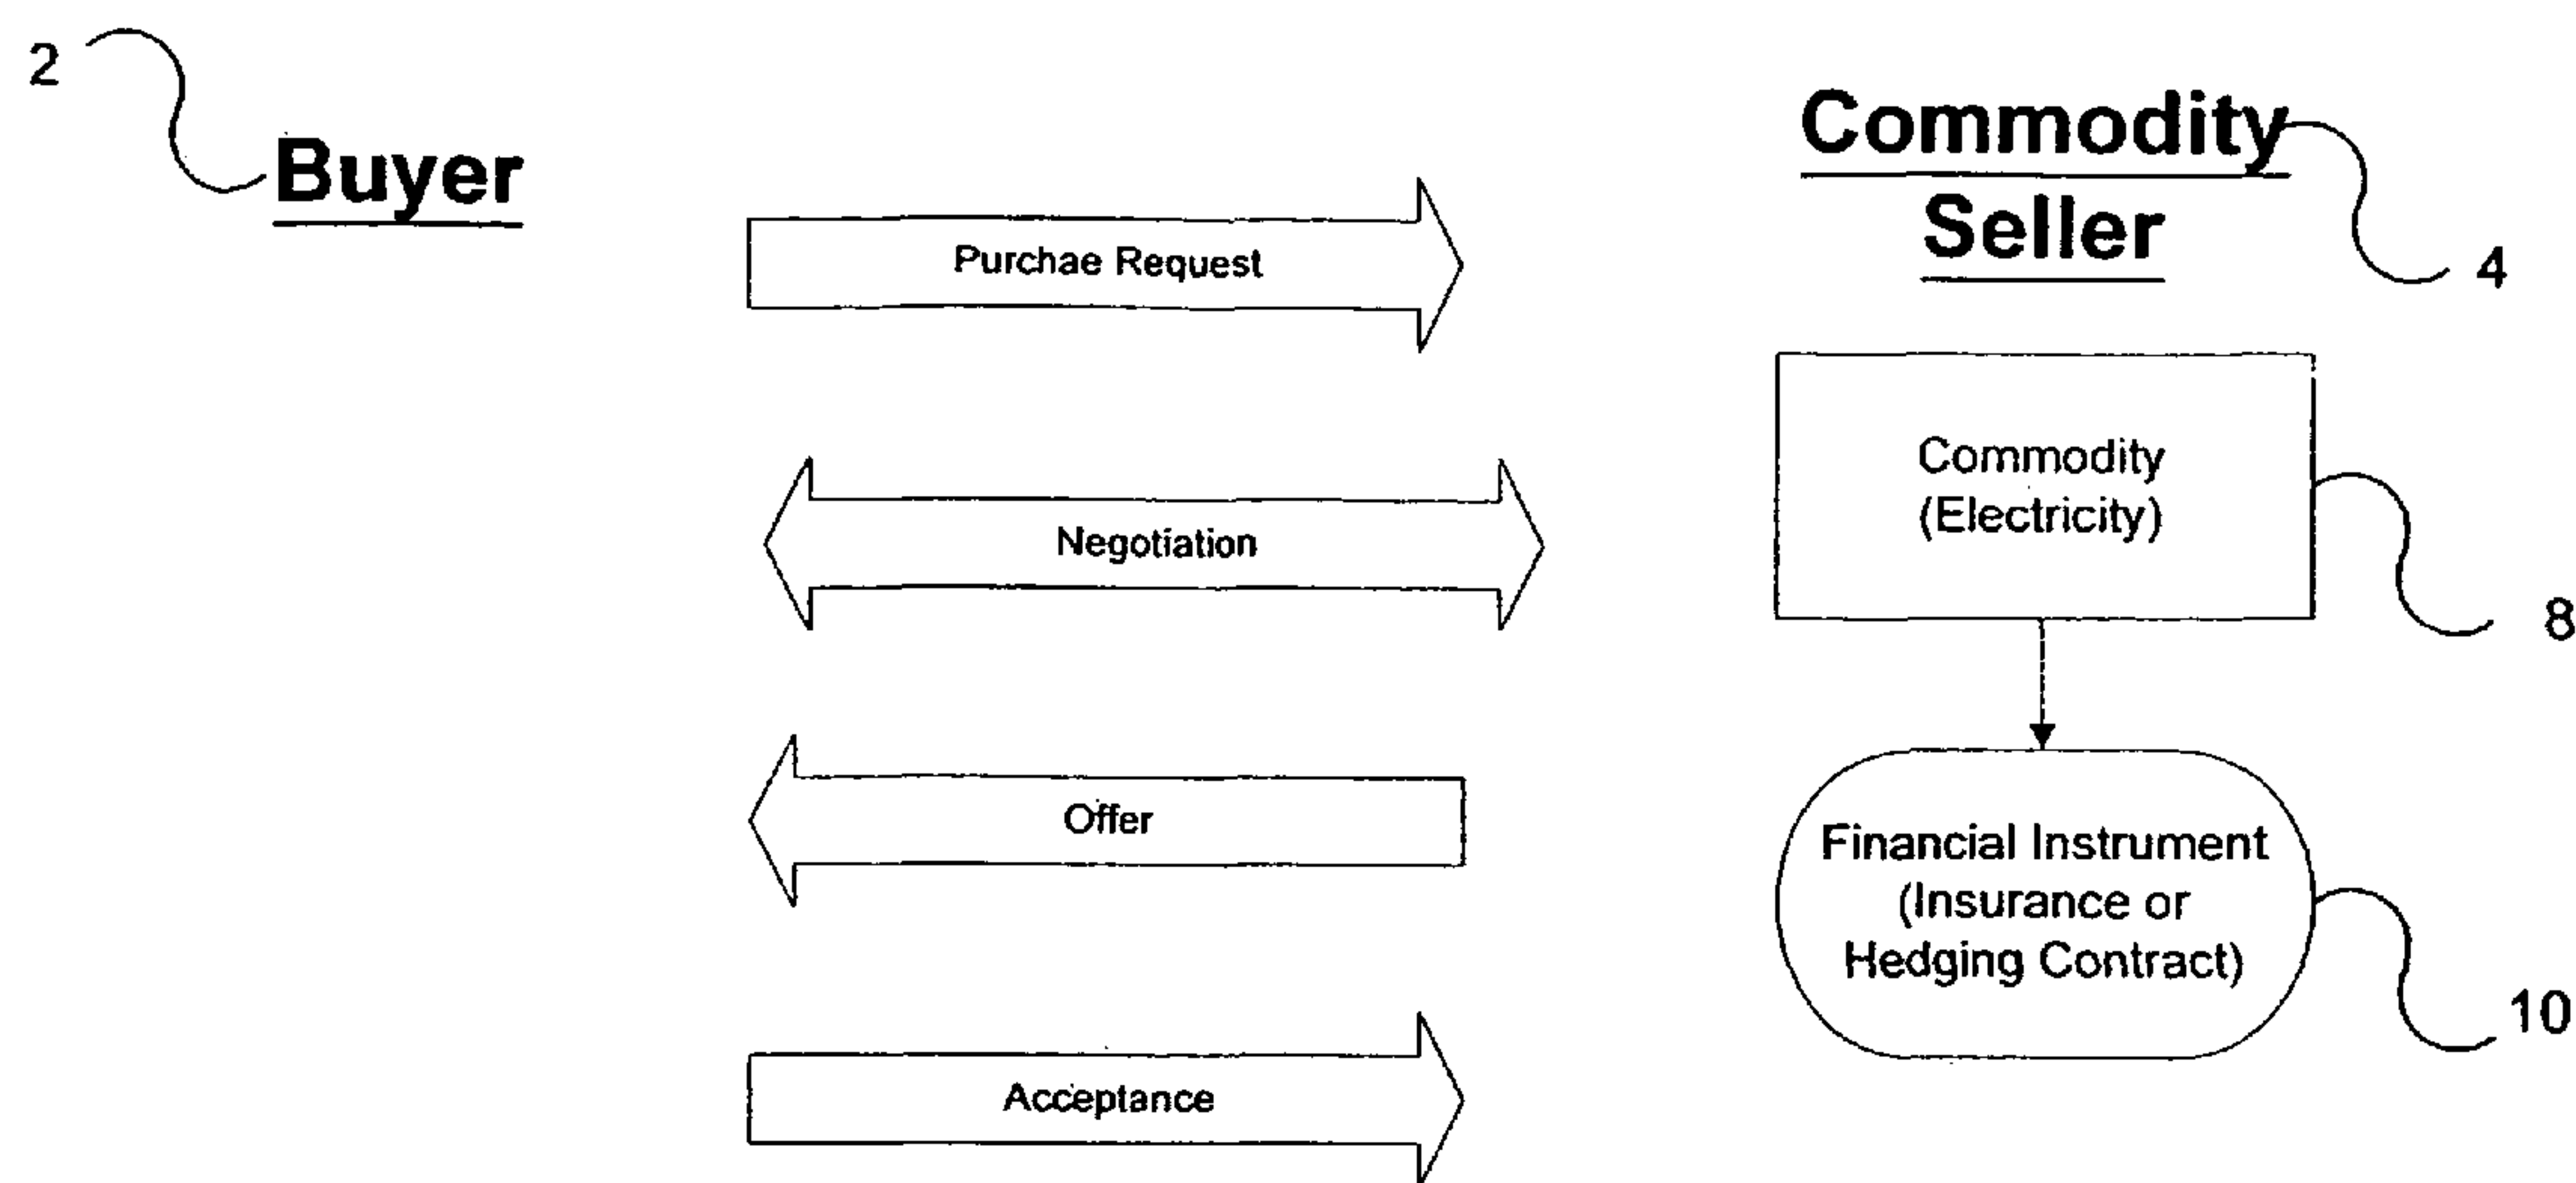 2
Buyer
Commodity
Seller
4
Purchae Request
Commodity
(Electricity)
8
Negotiation
Offer
Financial Instrument
(Insurance or
Hedging Contract)
10
Acceptance